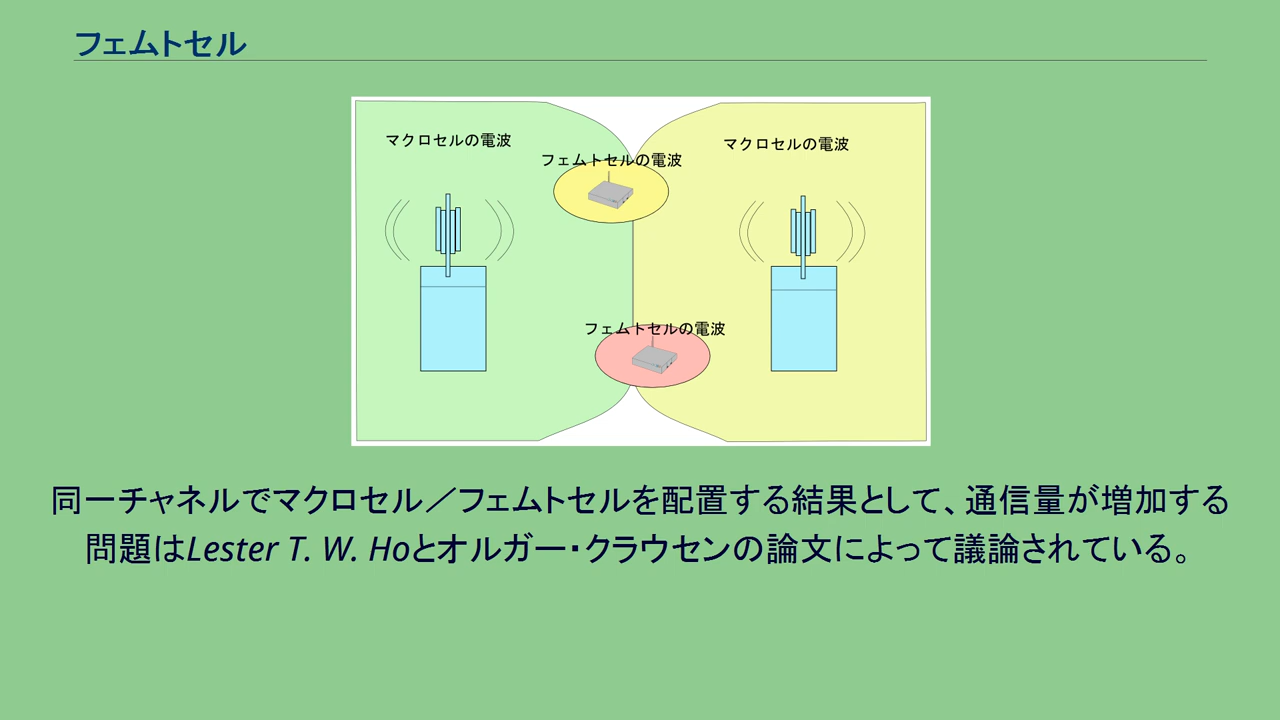 フェムトセル
マクロセルの電波
マクロセルの電波
フェムトセルの電波
フェムトセルの電波
同一チャネルでマクロセル／フェムトセルを配置する結果として、通信量が増加する
問題はLester T. W. Hoとオルガー・クラウセンの論文によって議論されている。